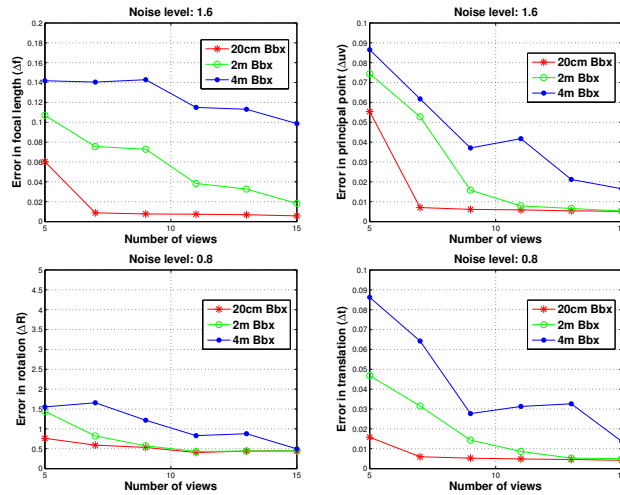 Noise level: 1.6
Error in focal length (Δf)
0.2
0.18
0.16
0.14
0.12
0.1
0.08
0.06
0.04
0.02
0
5
10
15
Number of views
20cm Bbx
2m Bbx
4m Bbx
Noise level: 1.6
Error in principal point (Δuv)
0.1
0.09
0.08
0.07
0.06
0.05
0.04
0.03
0.02
0.01
0
5
10
15
Number of views
20cm Bbx
2m Bbx
4m Bbx
Noise level: 0.8
Error in rotation (Δ R)
5
4.5
4
3.5
3
2.5
2
1.5
1
0.5
0
5
10
15
Number of views
20cm Bbx
2m Bbx
4m Bbx
Noise level: 0.8
Error in translation (Δt)
0.1
0.09
0.08
0.07
0.06
0.05
0.04
0.03
0.02
0.01
0
5
10
15
Number of views
20cm Bbx
2m Bbx
4m Bbx